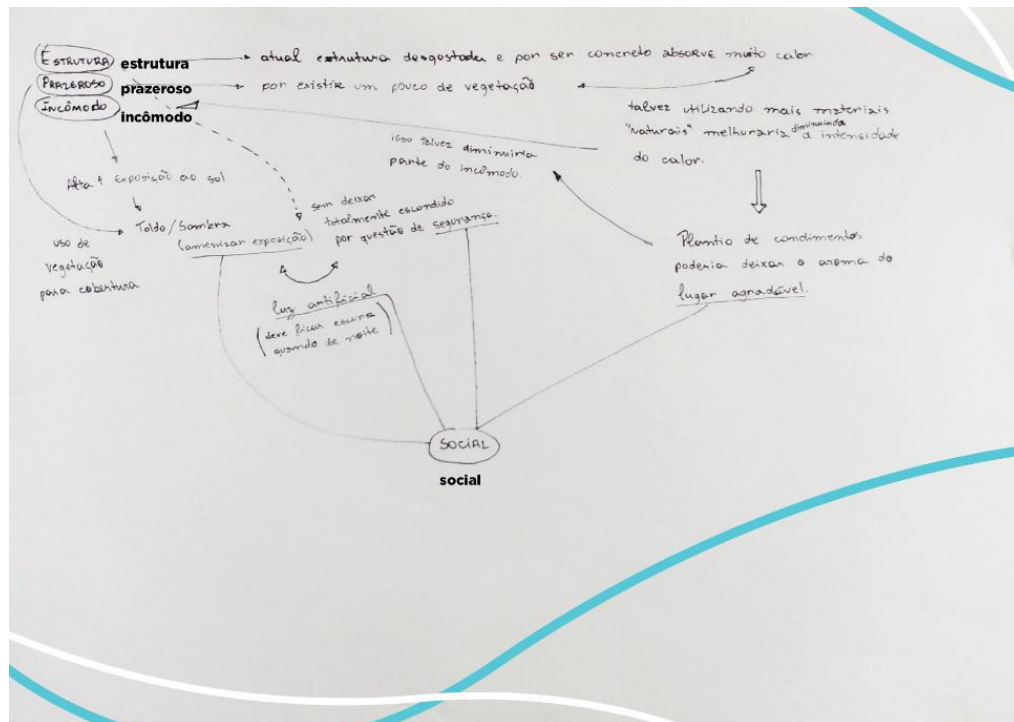 ESTRUTURA estrutura atual estrutura desgostada e por ser concreto absorve muito calor
PRAZEROSO prazeroso por existir um pouco de vegetação
INCÔMODO incômodo
talvez utilizando mais materiais
"naturais" melhoraria diminuindo a intensidade
do calor.
isso talvez diminuiria
parte do incômodo.
Alta exposição ao sol
sem deixar
totalmente escondido
por questão de segurança.
Toldo/Sombra
(amenizar exposição)
uso de
vegetação
para cobertura
Plantio de condimentos
poderia deixar o aroma do
lugar agradável.
luz artificial
(deve ficar escura
quando de noite)
SOCIAL
social